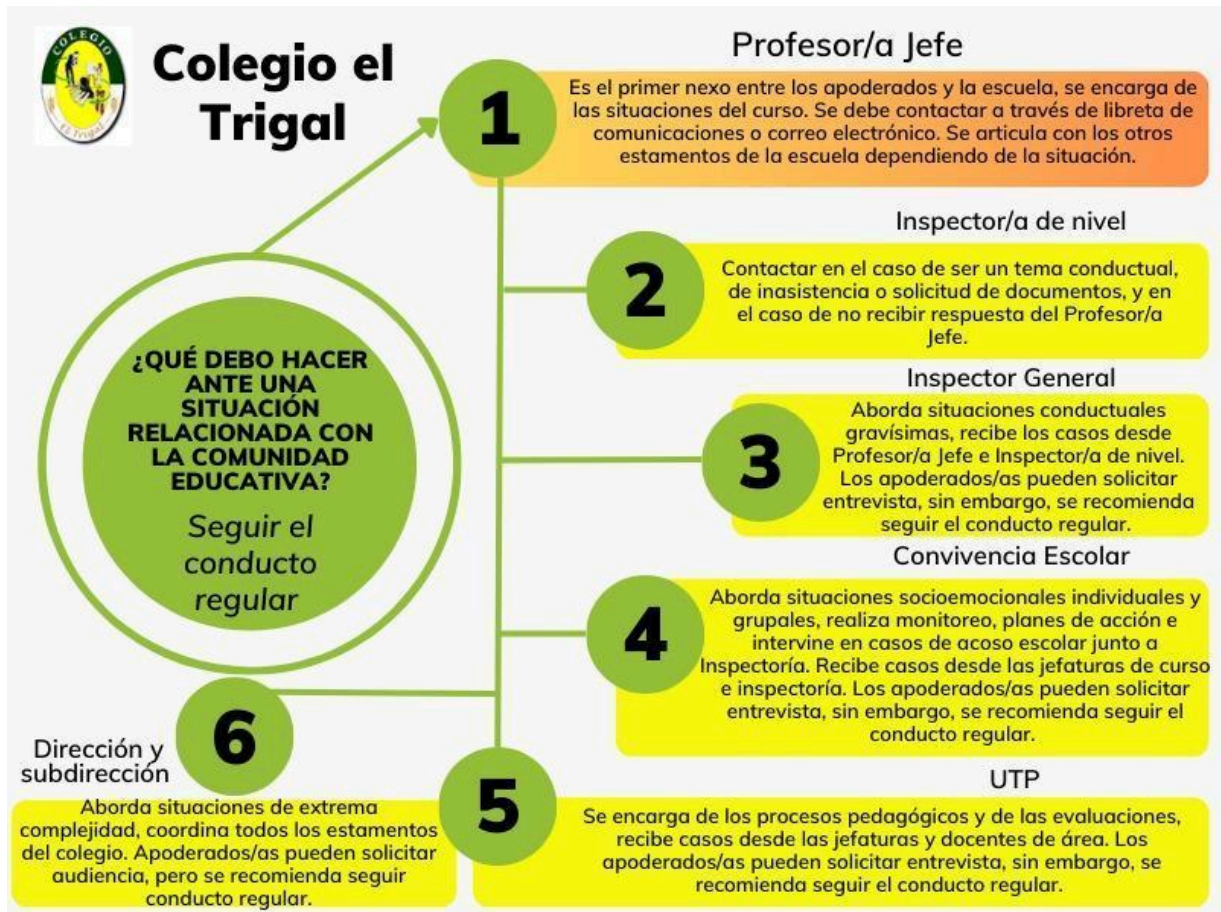 COLEGIO
El Trigal
Colegio el
Trigal
Profesor/a Jefe
1
Es el primer nexo entre los apoderados y la escuela, se encarga de
las situaciones del curso. Se debe contactar a través de libreta de
comunicaciones o correo electrónico. Se articula con los otros
estamentos de la escuela dependiendo de la situación.
¿QUÉ DEBO HACER
ANTE UNA
SITUACIÓN
RELACIONADA CON
LA COMUNIDAD
EDUCATIVA?
Seguir el
conducto
regular
Inspector/a de nivel
2
Contactar en el caso de ser un tema conductual,
de inasistencia o solicitud de documentos, y en
el caso de no recibir respuesta del Profesor/a
Jefe.
Inspector General
3
Aborda situaciones conductuales
gravísimas, recibe los casos desde
Profesor/a Jefe e Inspector/a de nivel.
Los apoderados/as pueden solicitar
entrevista, sin embargo, se recomienda
seguir el conducto regular.
Convivencia Escolar
4
Aborda situaciones socioemocionales individuales y
grupales, realiza monitoreo, planes de acción e
intervine en casos de acoso escolar junto a
Inspectoría. Recibe casos desde las jefaturas de curso
e inspectoría. Los apoderados/as pueden solicitar
entrevista, sin embargo, se recomienda seguir el
conducto regular.
UTP
5
Se encarga de los procesos pedagógicos y de las evaluaciones,
recibe casos desde las jefaturas y docentes de área. Los
apoderados/as pueden solicitar entrevista, sin embargo, se
recomienda seguir el conducto regular.
6
Dirección y
subdirección
Aborda situaciones de extrema
complejidad, coordina todos los estamentos
del colegio. Apoderados/as pueden solicitar
audiencia, pero se recomienda seguir
conducto regular.